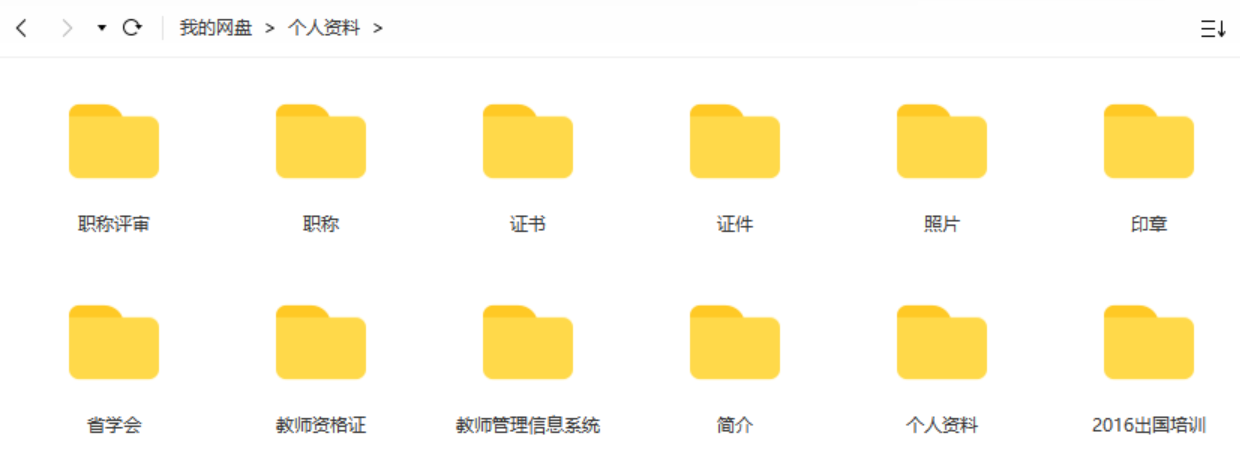 我的网盘 > 个人资料 >
职称评审 职称 证书 证件 照片 印章
省学会 教师资格证 教师管理信息系统 简介 个人资料 2016出国培训